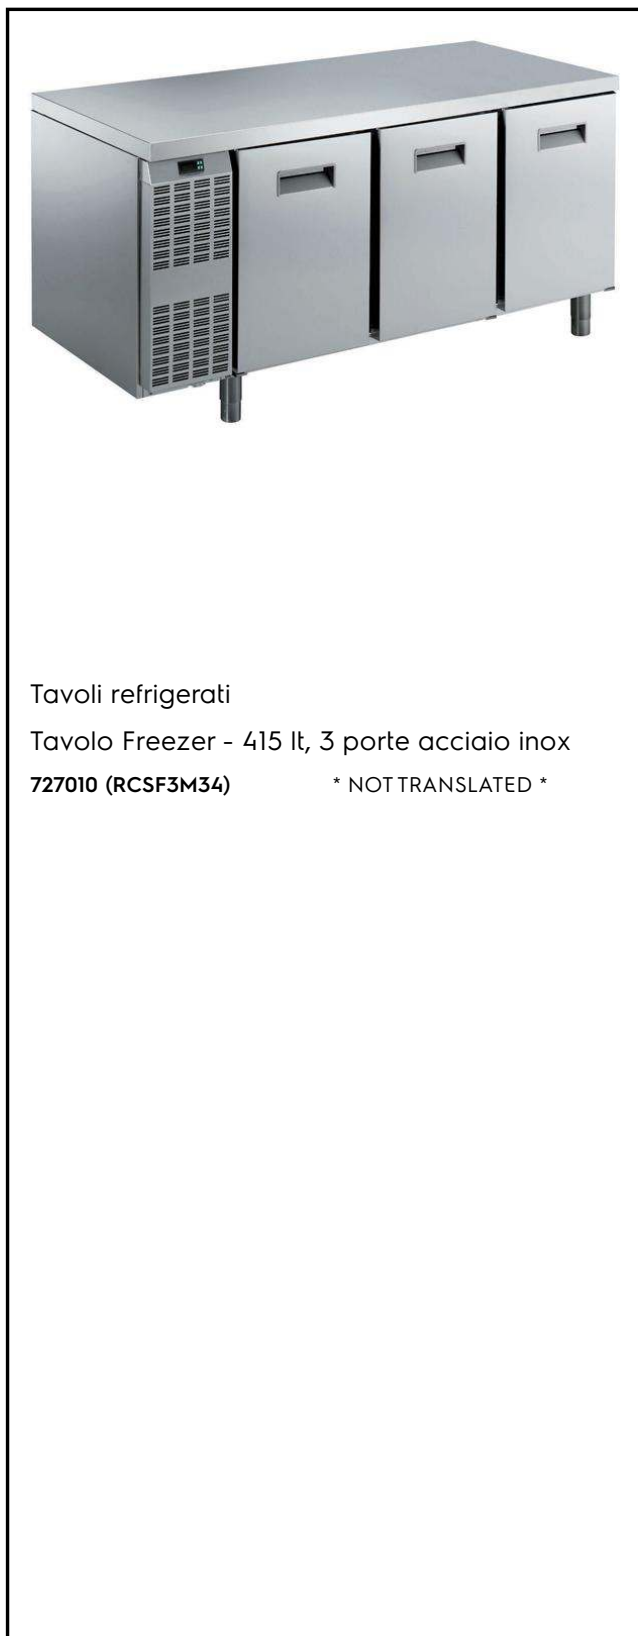 Tavoli refrigerati
Tavolo Freezer - 415 lt, 3 porte acciaio inox
727010 (RCSF3M34) * NOT TRANSLATED *